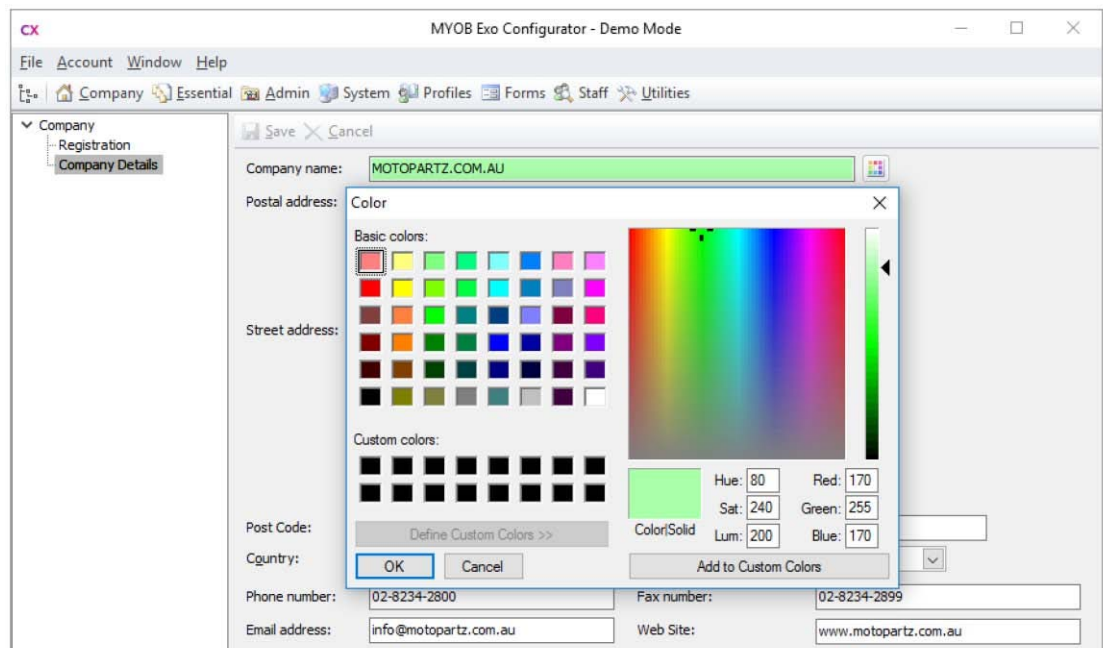 CX MYOB Exo Configurator - Demo Mode
File Account Window Help
Company Essential Admin System Profiles Forms Staff Utilities
Company
Registration
Company Details
Save Cancel
Company name: MOTOPARTZ.COM.AU
Postal address:
Street address:
Post Code:
Country:
Phone number: 02-8234-2800 Fax number: 02-8234-2899
Email address: info@motopartz.com.au Web Site: www.motopartz.com.au
Color
Basic colors:
Custom colors:
Define Custom Colors >>
OK Cancel
Color|Solid
Hue: 80 Red: 170
Sat: 240 Green: 255
Lum: 200 Blue: 170
Add to Custom Colors